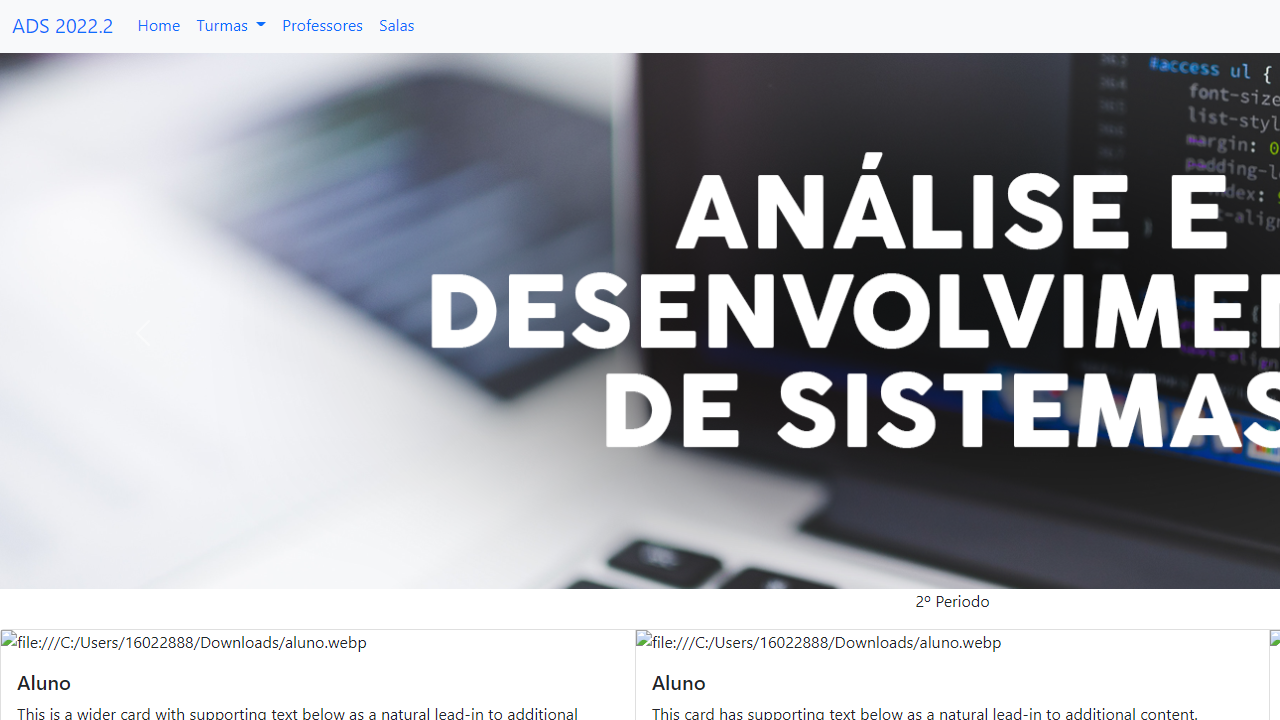 ADS 2022.2 Home Turmas Professores Salas
#access ul {
font-size
list-styl
margin: 0
padding-l
index:
t-align
ANÁLISE E
DESENVOLVIMEN
DE SISTEMAS
2º Periodo
file:///C:/Users/16022888/Downloads/aluno.webp file:///C:/Users/16022888/Downloads/aluno.webp
Aluno Aluno
This is a wider card with supporting text below as a natural lead-in to additional This card has supporting text below as a natural lead-in to additional content.